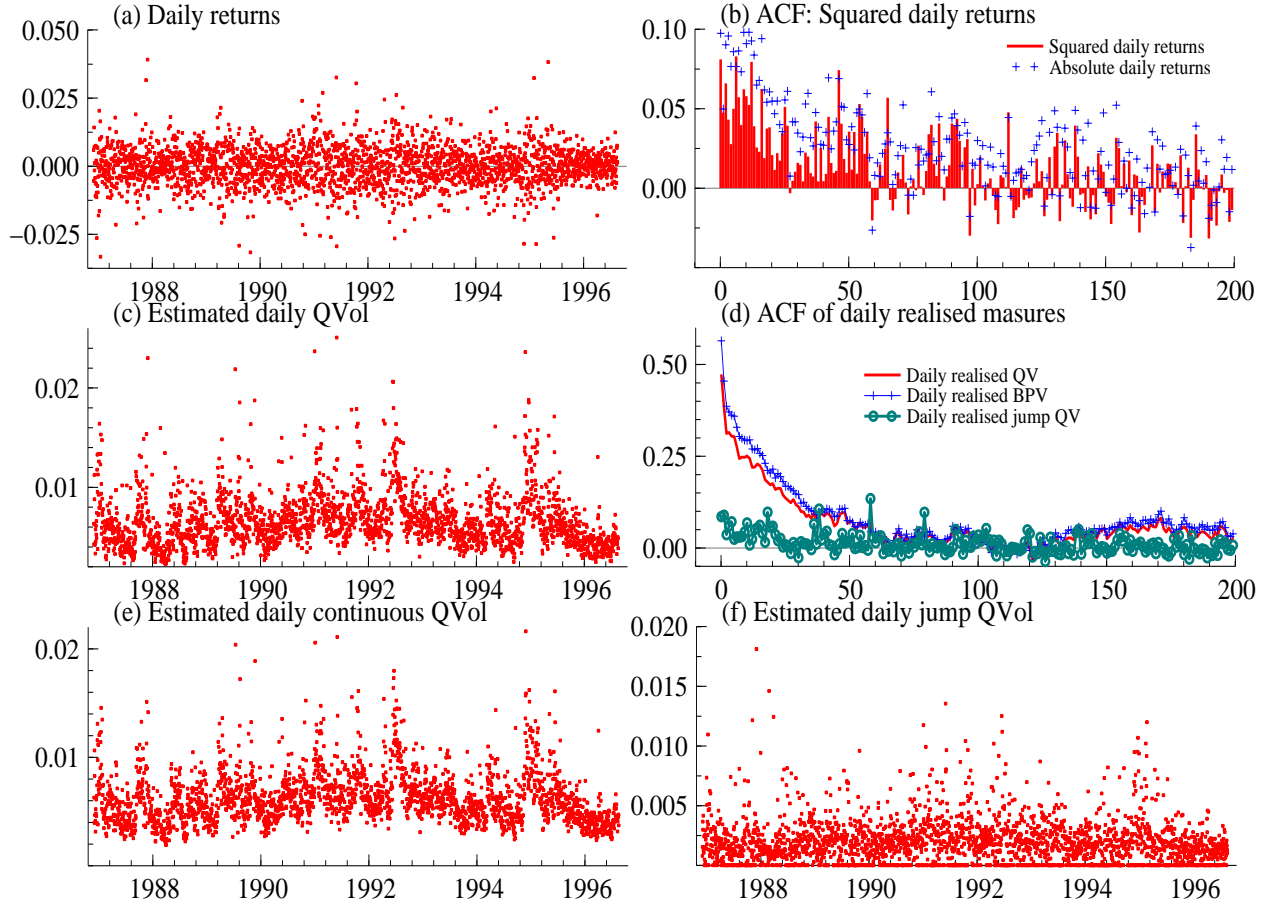 (a) Daily returns
0.050
0.025
0.000
−0.025
1988 1990 1992 1994 1996
(b) ACF: Squared daily returns
Squared daily returns
Absolute daily returns
0.10
0.05
0.00
0 50 100 150 200
(c) Estimated daily QVol
0.02
0.01
1988 1990 1992 1994 1996
(d) ACF of daily realised masures
Daily realised QV
Daily realised BPV
Daily realised jump QV
0.50
0.25
0.00
0 50 100 150 200
(e) Estimated daily continuous QVol
0.02
0.01
1988 1990 1992 1994 1996
(f) Estimated daily jump QVol
0.020
0.015
0.010
0.005
1988 1990 1992 1994 1996